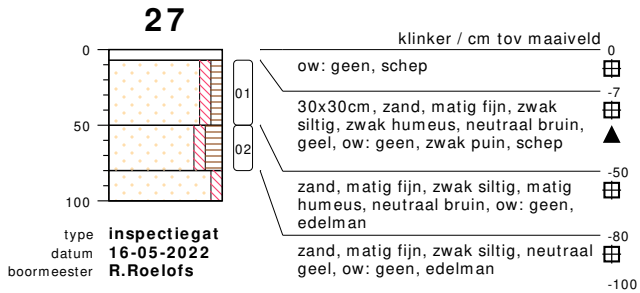 27
klinker / cm tov maaiveld
0
0
ow: geen, schep
-7
01
30x30cm, zand, matig fijn, zwak
siltig, zwak humeus, neutraal bruin,
geel, ow: geen, zwak puin, schep
50
02
-50
zand, matig fijn, zwak siltig, matig
humeus, neutraal bruin, ow: geen,
edelman
100
-80
zand, matig fijn, zwak siltig, neutraal
geel, ow: geen, edelman
-100
type inspectiegat
datum 16-05-2022
boormeester R.Roelofs